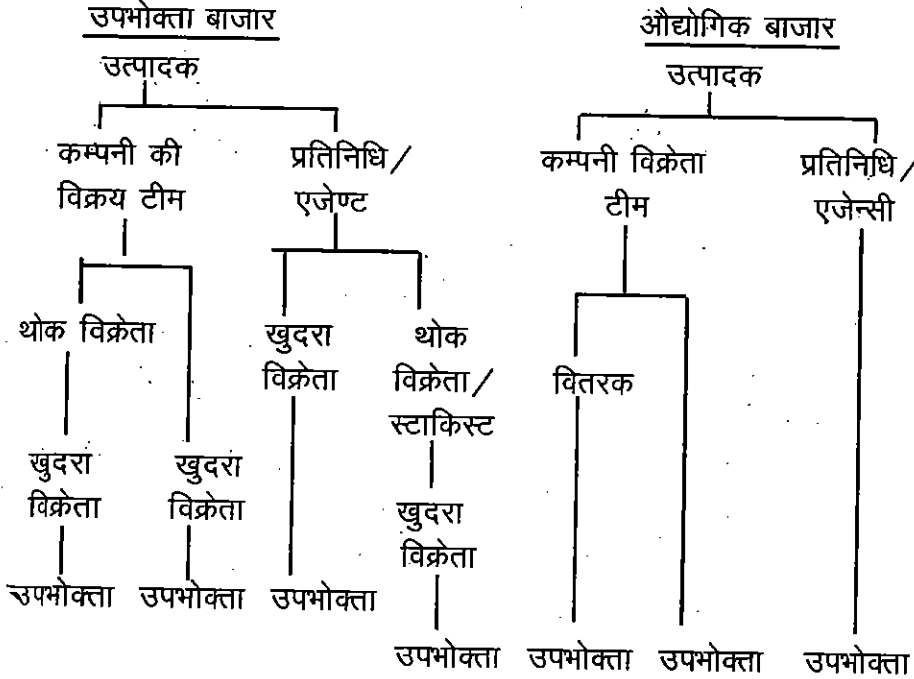 उपभोक्ता बाजार
औद्योगिक बाजार
उत्पादक
उत्पादक
कम्पनी की
विक्रय टीम
प्रतिनिधि/
एजेण्ट
कम्पनी विक्रेता
टीम
प्रतिनिधि/
एजेन्सी
थोक विक्रेता
खुदरा
विक्रेता
थोक
विक्रेता/
स्टाकिस्ट
वितरक
खुदरा
विक्रेता
खुदरा
विक्रेता
खुदरा
विक्रेता
उपभोक्ता उपभोक्ता उपभोक्ता
उपभोक्ता उपभोक्ता उपभोक्ता उपभोक्ता